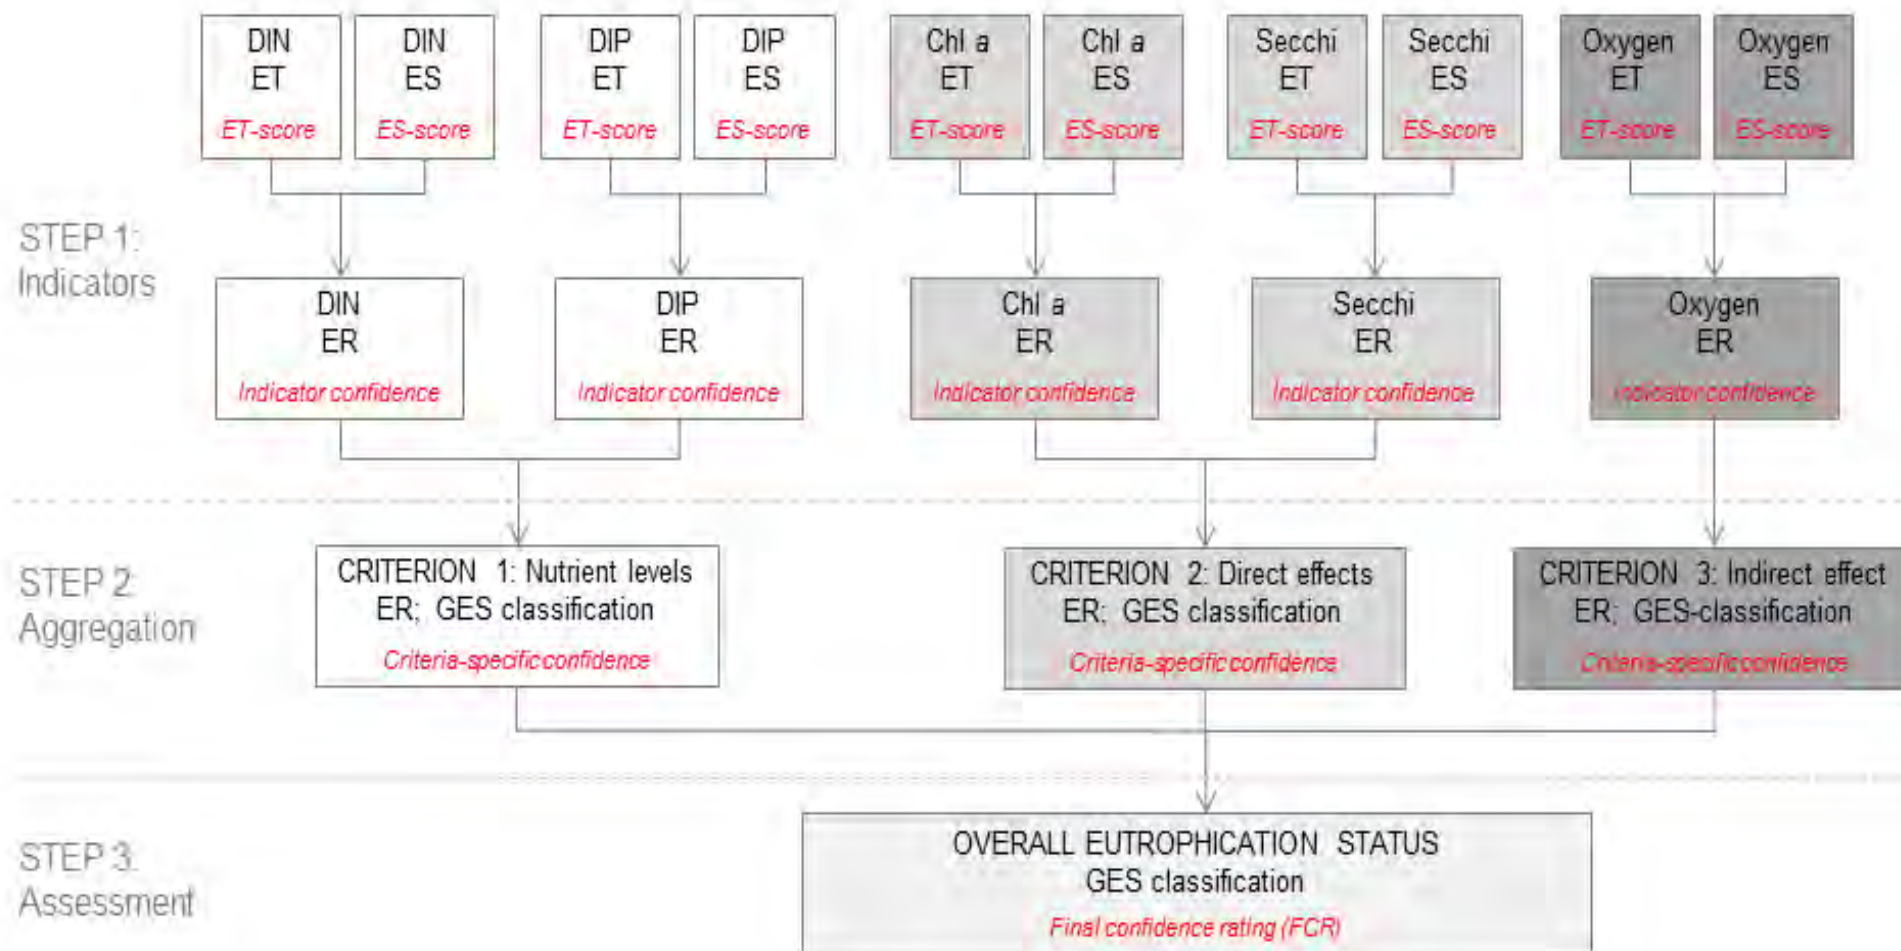 DIN
ET
ET-score
DIN
ES
ES-score
DIP
ET
ET-score
DIP
ES
ES-score
Chl a
ET
ET-score
Chl a
ES
ES-score
Secchi
ET
ET-score
Secchi
ES
ES-score
Oxygen
ET
ET-score
Oxygen
ES
ES-score
STEP 1:
Indicators
DIN
ER
Indicator confidence
DIP
ER
Indicator confidence
Chl a
ER
Indicator confidence
Secchi
ER
Indicator confidence
Oxygen
ER
Indicator confidence
STEP 2:
Aggregation
CRITERION 1: Nutrient levels
ER; GES classification
Criteria-specific confidence
CRITERION 2: Direct effects
ER; GES classification
Criteria-specific confidence
CRITERION 3: Indirect effect
ER; GES-classification
Criteria-specific confidence
STEP 3:
Assessment
OVERALL EUTROPHICATION STATUS
GES classification
Final confidence rating (FCR)